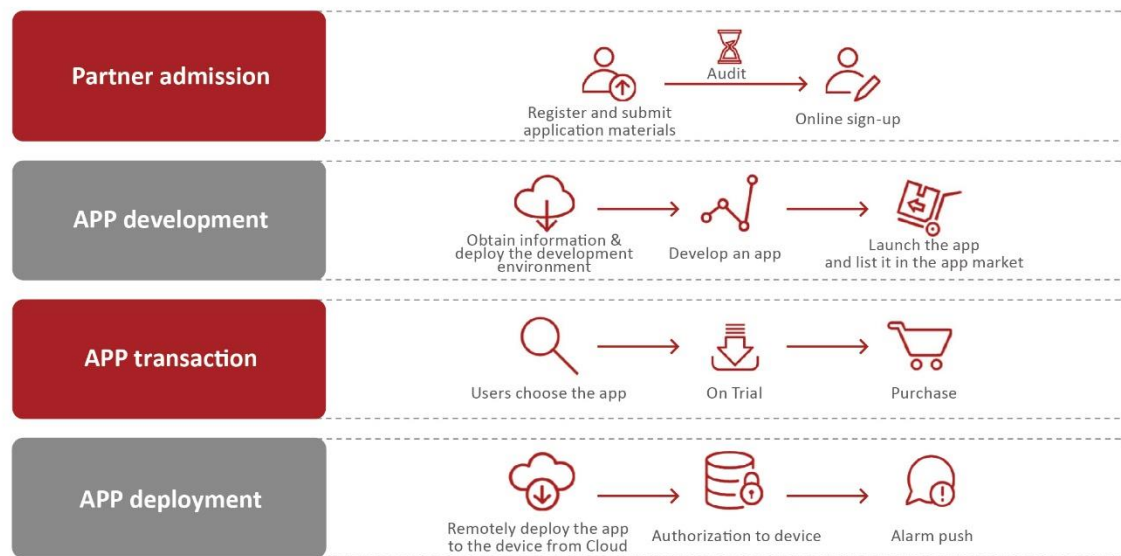 Partner admission
Audit
Register and submit
application materials
Online sign-up
APP development
Obtain information &
deploy the development
environment
Develop an app
Launch the app
and list it in the app market
APP transaction
Users choose the app
On Trial
Purchase
APP deployment
Remotely deploy the app
to the device from Cloud
Authorization to device
Alarm push